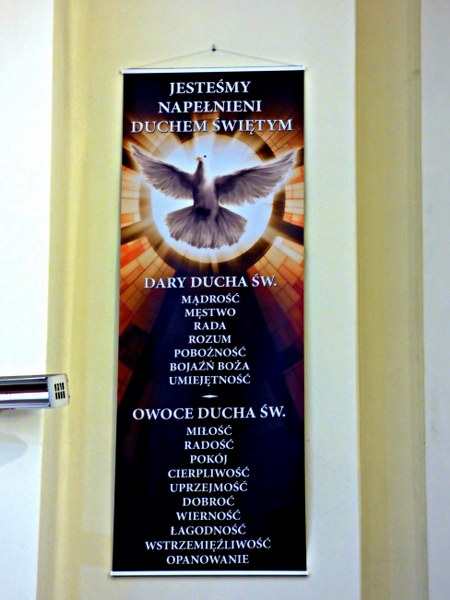 JESTEŚMY
NAPEŁNIENI
DUCHEM ŚWIĘTYM
DARY DUCHA ŚW.
MĄDROŚĆ
MĘSTWO
RADA
ROZUM
POBOŻNOŚĆ
BOJAŹŃ BOŻA
UMIEJĘTNOŚĆ
OWOCE DUCHA ŚW.
MIŁOŚĆ
RADOŚĆ
POKÓJ
CIERPLIWOŚĆ
UPRZEJMOŚĆ
DOBROĆ
WIERNOŚĆ
ŁAGODNOŚĆ
WSTRZEMIĘŹLIWOŚĆ
OPANOWANIE